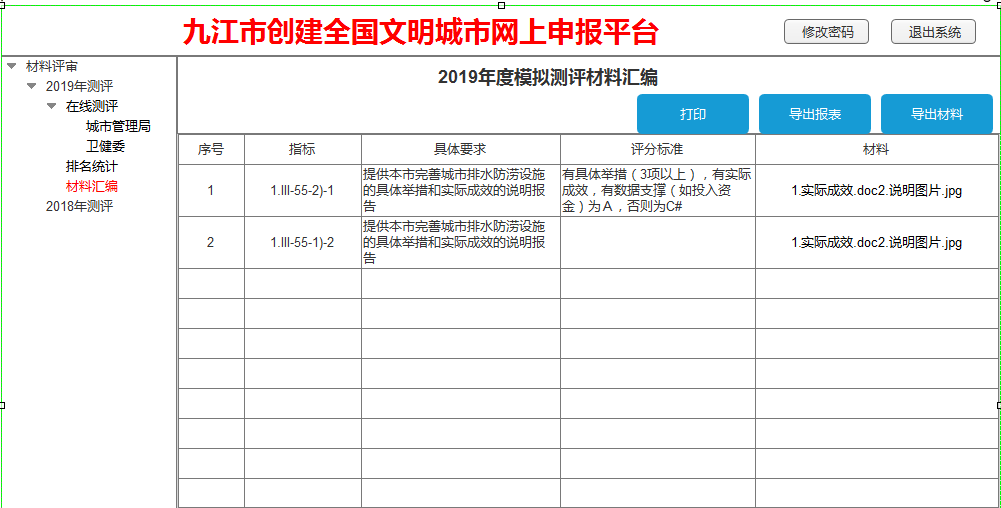 九江市创建全国文明城市网上申报平台
修改密码
退出系统
材料评审
2019年测评
在线测评
城市管理局
卫健委
排名统计
材料汇编
2018年测评
2019年度模拟测评材料汇编
打印
导出报表
导出材料
序号 指标 具体要求 评分标准 材料
1
1.III-55-2)-1
提供本市完善城市排水防涝设施
的具体举措和实际成效的说明报
告
有具体举措（3项以上），有实际
成效，有数据支撑（如投入资
金）为A，否则为C#
1.实际成效.doc2.说明图片.jpg
2
1.III-55-1)-2
提供本市完善城市排水防涝设施
的具体举措和实际成效的说明报
告
1.实际成效.doc2.说明图片.jpg